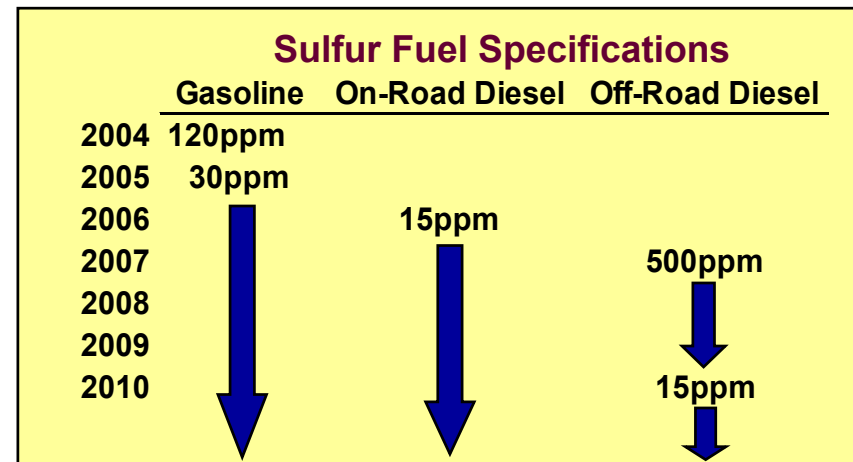 Sulfur Fuel Specifications
Gasoline On-Road Diesel Off-Road Diesel
2004 120ppm
2005 30ppm
2006 15ppm
2007 500ppm
2008
2009
2010 15ppm